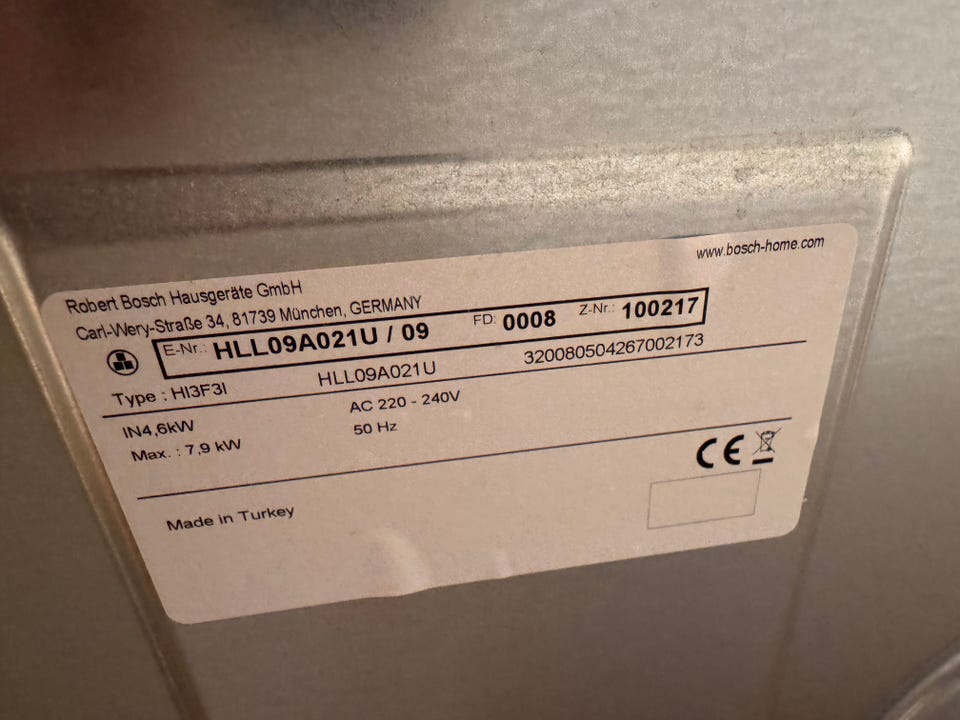 www.bosch-home.com
Robert Bosch Hausgeräte GmbH
Carl-Wery-Straße 34, 81739 München, GERMANY
E-Nr.: HLL09A021U / 09 FD: 0008 Z-Nr.: 100217
Type : HI3F3I HLL09A021U 320080504267002173
IN4,6kW AC 220 - 240V
Max. : 7,9 kW 50 Hz
CE
Made in Turkey